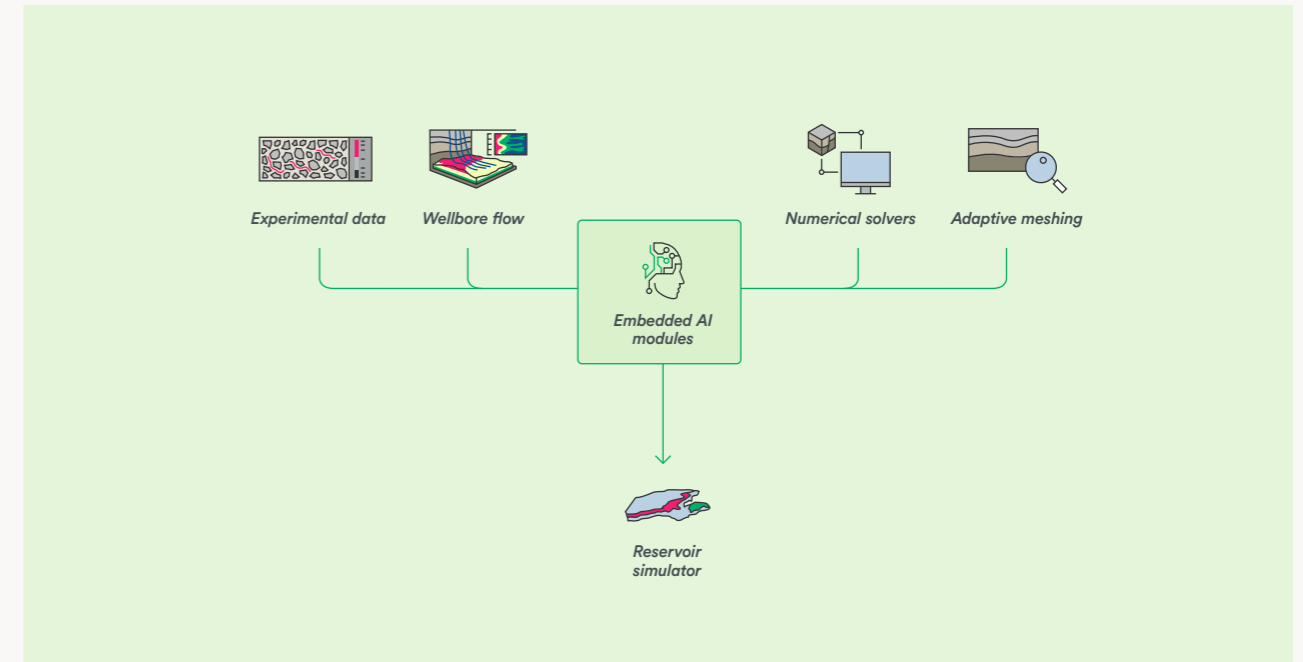 Experimental data
Wellbore flow
Numerical solvers
Adaptive meshing
Embedded AI
modules
Reservoir
simulator